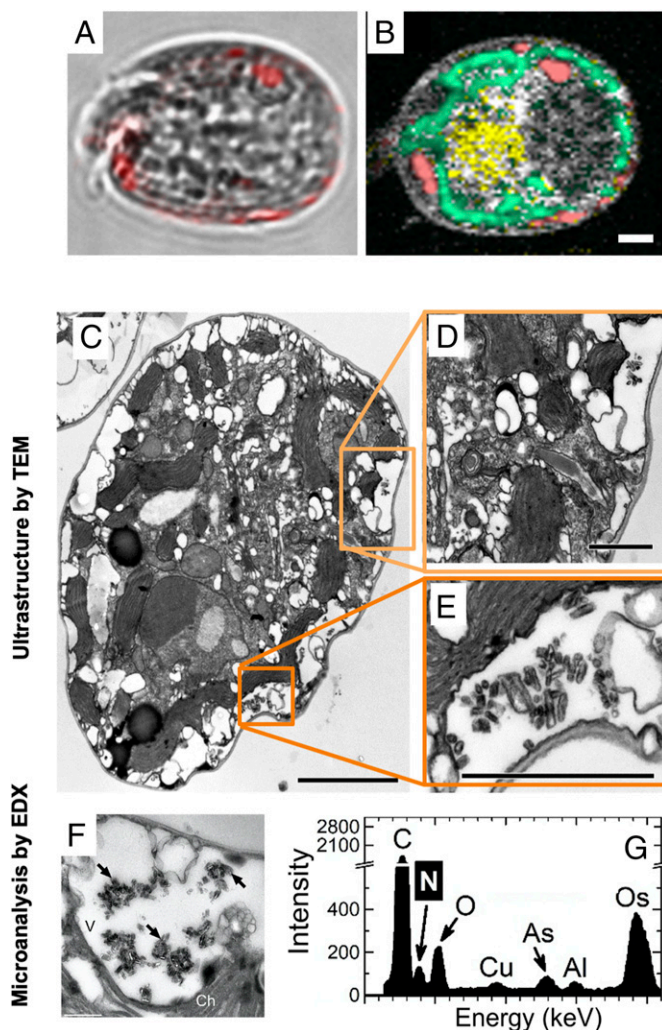 A
B
C
D
Ultrastructure by TEM
E
Microanalysis by EDX
F
V
Ch
G
2800
2100
400
200
0
Intensity
C
N
O
Cu
As
Al
Os
Energy (keV)